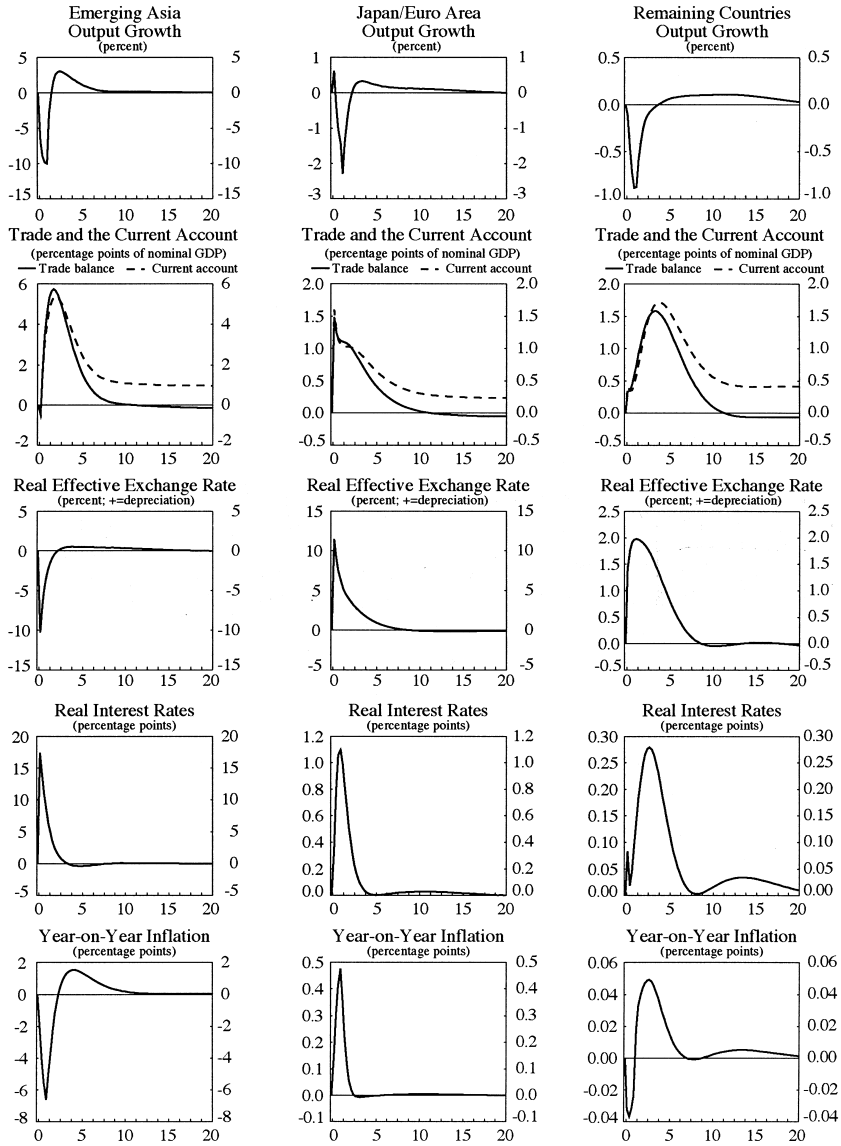 Emerging Asia
Output Growth
(percent)
5 5
0 0
-5 -5
-10 -10
-15 -15
0 5 10 15 20
Japan/Euro Area
Output Growth
(percent)
1 1
0 0
-1 -1
-2 -2
-3 -3
0 5 10 15 20
Remaining Countries
Output Growth
(percent)
0.5 0.5
0.0 0.0
-0.5 -0.5
-1.0 -1.0
0 5 10 15 20
Trade and the Current Account
(percentage points of nominal GDP)
Trade balance Current account
6 6
4 4
2 2
0 0
-2 -2
0 5 10 15 20
Trade and the Current Account
(percentage points of nominal GDP)
Trade balance Current account
2.0 2.0
1.5 1.5
1.0 1.0
0.5 0.5
0.0 0.0
-0.5 -0.5
0 5 10 15 20
Trade and the Current Account
(percentage points of nominal GDP)
Trade balance Current account
2.0 2.0
1.5 1.5
1.0 1.0
0.5 0.5
0.0 0.0
-0.5 -0.5
0 5 10 15 20
Real Effective Exchange Rate
(percent; +=depreciation)
5 5
0 0
-5 -5
-10 -10
-15 -15
0 5 10 15 20
Real Effective Exchange Rate
(percent; +=depreciation)
15 15
10 10
5 5
0 0
-5 -5
0 5 10 15 20
Real Effective Exchange Rate
(percent; +=depreciation)
2.5 2.5
2.0 2.0
1.5 1.5
1.0 1.0
0.5 0.5
0.0 0.0
-0.5 -0.5
0 5 10 15 20
Real Interest Rates
(percentage points)
20 20
15 15
10 10
5 5
0 0
-5 -5
0 5 10 15 20
Real Interest Rates
(percentage points)
1.2 1.2
1.0 1.0
0.8 0.8
0.6 0.6
0.4 0.4
0.2 0.2
0.0 0.0
0 5 10 15 20
Real Interest Rates
(percentage points)
0.30 0.30
0.25 0.25
0.20 0.20
0.15 0.15
0.10 0.10
0.05 0.05
0.00 0.00
0 5 10 15 20
Year-on-Year Inflation
(percentage points)
2 2
0 0
-2 -2
-4 -4
-6 -6
-8 -8
0 5 10 15 20
Year-on-Year Inflation
(percentage points)
0.5 0.5
0.4 0.4
0.3 0.3
0.2 0.2
0.1 0.1
0.0 0.0
-0.1 -0.1
0 5 10 15 20
Year-on-Year Inflation
(percentage points)
0.06 0.06
0.04 0.04
0.02 0.02
0.00 0.00
-0.02 -0.02
-0.04 -0.04
0 5 10 15 20